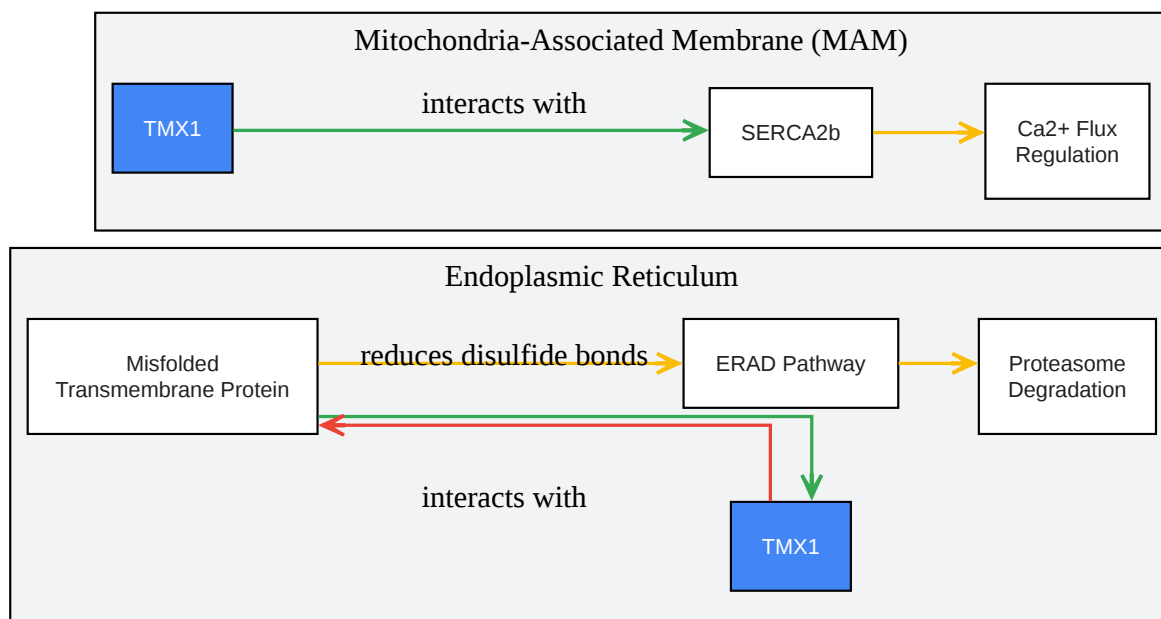 Mitochondria-Associated Membrane (MAM)
TMX1
interacts with
SERCA2b
Ca2+ Flux
Regulation
Endoplasmic Reticulum
Misfolded
Transmembrane Protein
reduces disulfide bonds
ERAD Pathway
Proteasome
Degradation
interacts with
TMX1